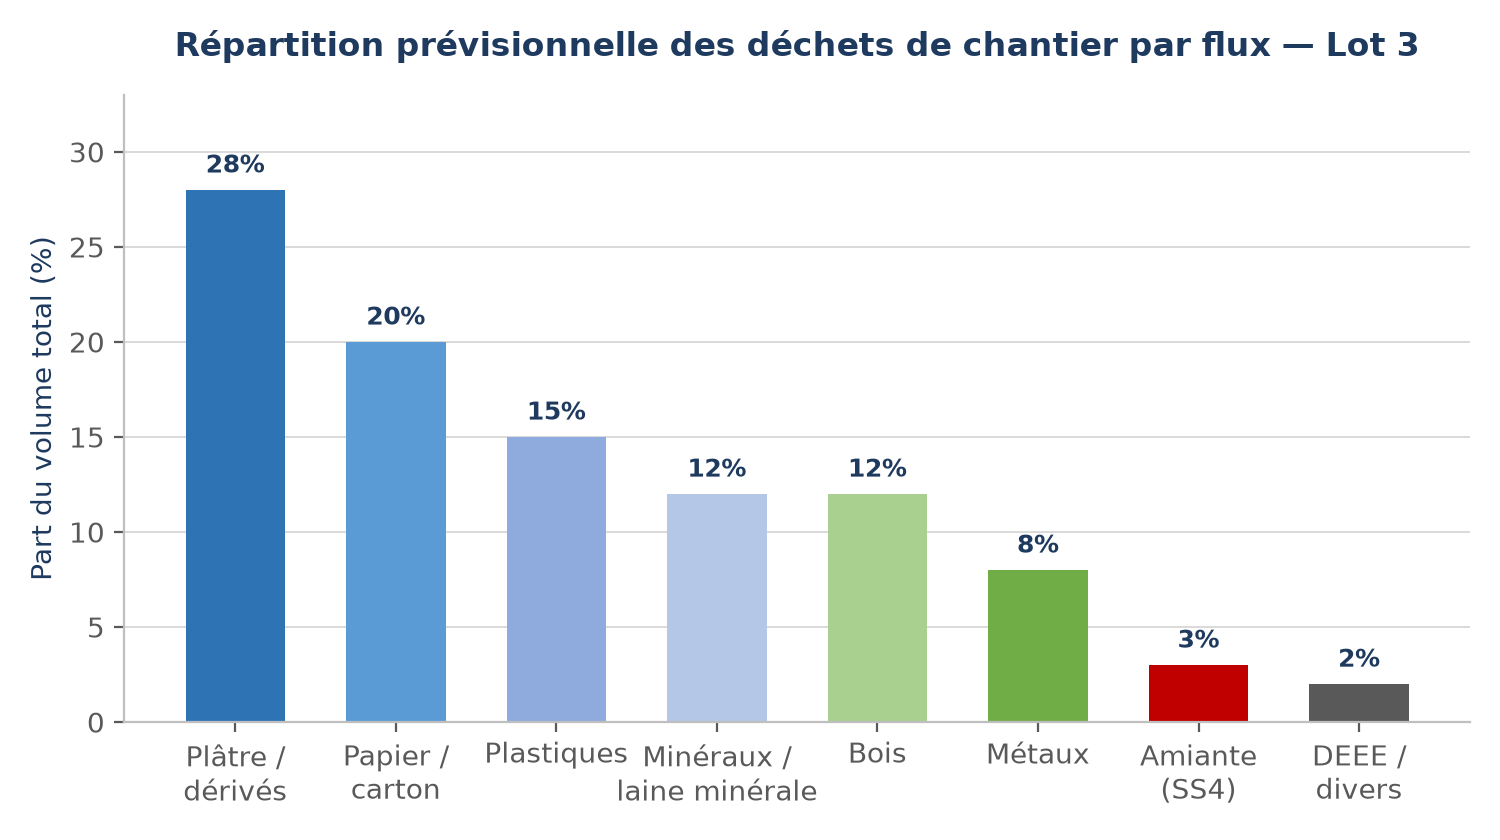 Répartition prévisionnelle des déchets de chantier par flux — Lot 3
Part du volume total (%)
30
25
20
15
10
5
0
28%
20%
15%
12%
12%
8%
3%
2%
Plâtre /
dérivés
Papier /
carton
Plastiques
Minéraux /
laine minérale
Bois
Métaux
Amiante
(SS4)
DEEE /
divers